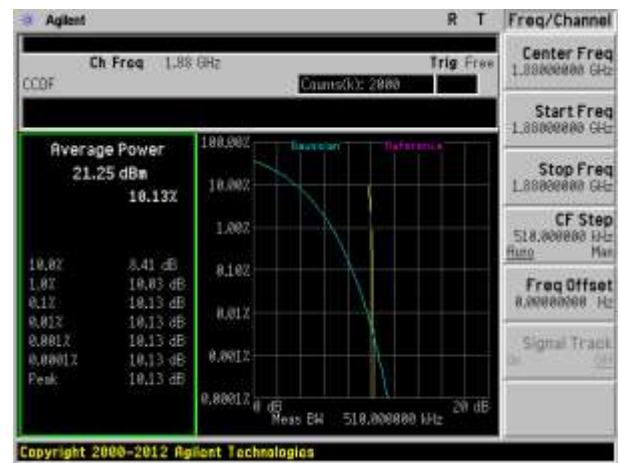 Agilent R T Freq/Channel
Ch Freq 1.88 GHz Trig Free
CCDF Counts(k): 2000
Center Freq
1.88000000 GHz
Start Freq
1.88000000 GHz
Stop Freq
1.88000000 GHz
CF Step
510.000000 kHz
Auto Man
Freq Offset
0.00000000 Hz
Signal Track
On Off
Average Power
21.25 dBm
10.13%
10.0% 8.41 dB
1.0% 10.03 dB
0.1% 10.13 dB
0.01% 10.13 dB
0.001% 10.13 dB
0.0001% 10.13 dB
Peak 10.13 dB
Gaussian Reference
100.00%
10.00%
1.00%
0.10%
0.01%
0.001%
0.0001%
0 dB 20 dB
Meas BW 510.000000 kHz
Copyright 2000-2012 Agilent Technologies